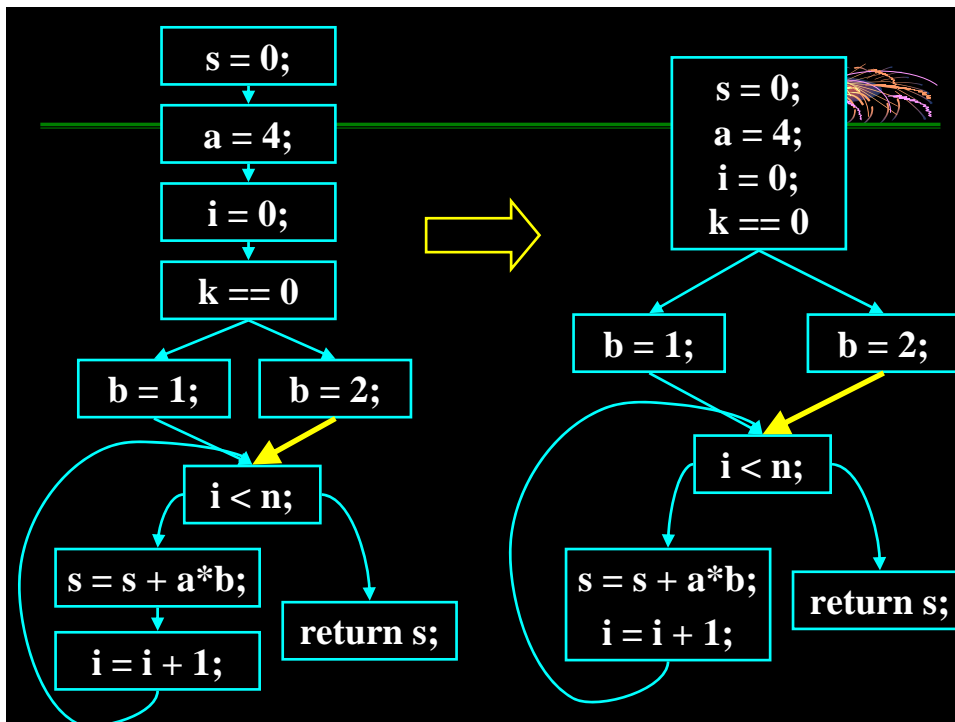 s = 0;
a = 4;
i = 0;
k == 0
b = 1;
b = 2;
i < n;
s = s + a*b;
i = i + 1;
return s;
s = 0;
a = 4;
i = 0;
k == 0
b = 1;
b = 2;
i < n;
s = s + a*b;
i = i + 1;
return s;